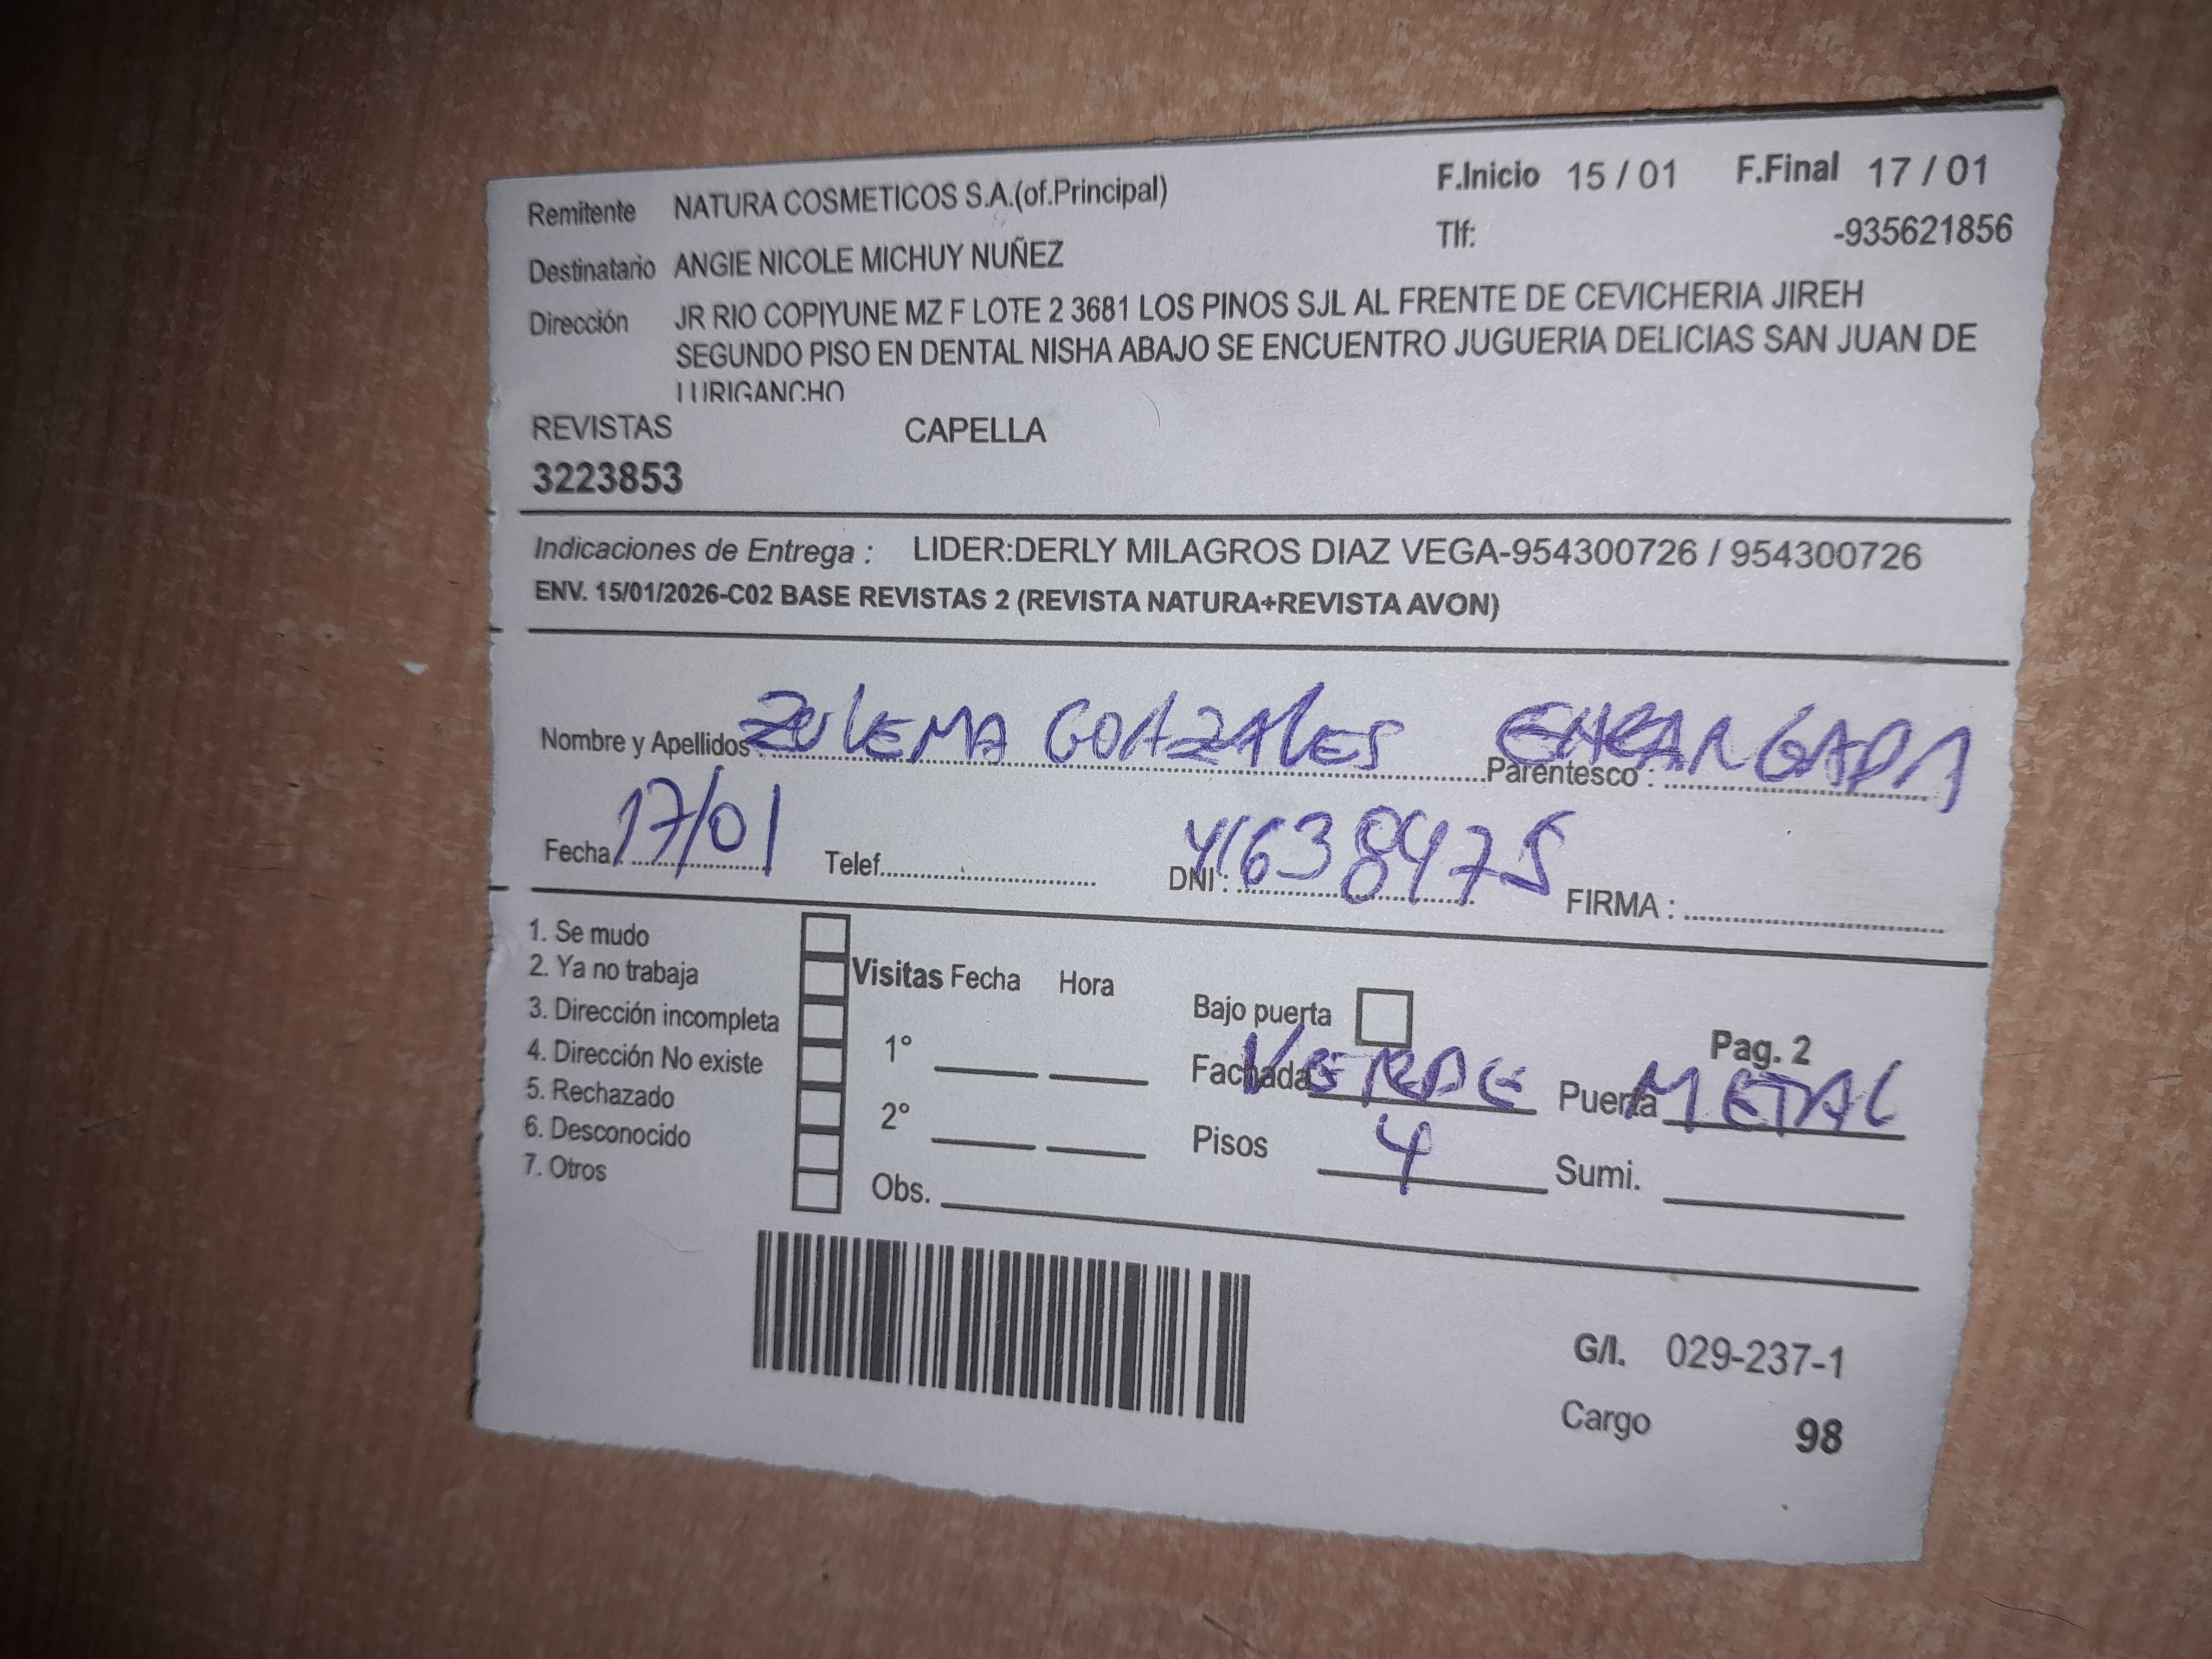 Remitente NATURA COSMETICOS S.A.(of.Principal) F.Inicio 15 / 01 F.Final 17 / 01
Destinatario ANGIE NICOLE MICHUY NUÑEZ Tlf: -935621856
Dirección JR RIO COPIYUNE MZ F LOTE 2 3681 LOS PINOS SJL AL FRENTE DE CEVICHERIA JIREH
SEGUNDO PISO EN DENTAL NISHA ABAJO SE ENCUENTRO JUGUERIA DELICIAS SAN JUAN DE
LURIGANCHO
REVISTAS CAPELLA
3223853
Indicaciones de Entrega : LIDER:DERLY MILAGROS DIAZ VEGA-954300726 / 954300726
ENV. 15/01/2026-C02 BASE REVISTAS 2 (REVISTA NATURA+REVISTA AVON)
Nombre y Apellidos: ZULEMA GONZALES Parentesco : ENCARGADA
Fecha: 17/01 Telef. DNI : 41638475 FIRMA :
1. Se mudo
2. Ya no trabaja Visitas Fecha Hora Bajo puerta
3. Dirección incompleta 1° Pag. 2
4. Dirección No existe Fachada VERDE Puerta METAL
5. Rechazado 2° Pisos 4 Sumi.
6. Desconocido
7. Otros Obs.
G/I. 029-237-1
Cargo 98